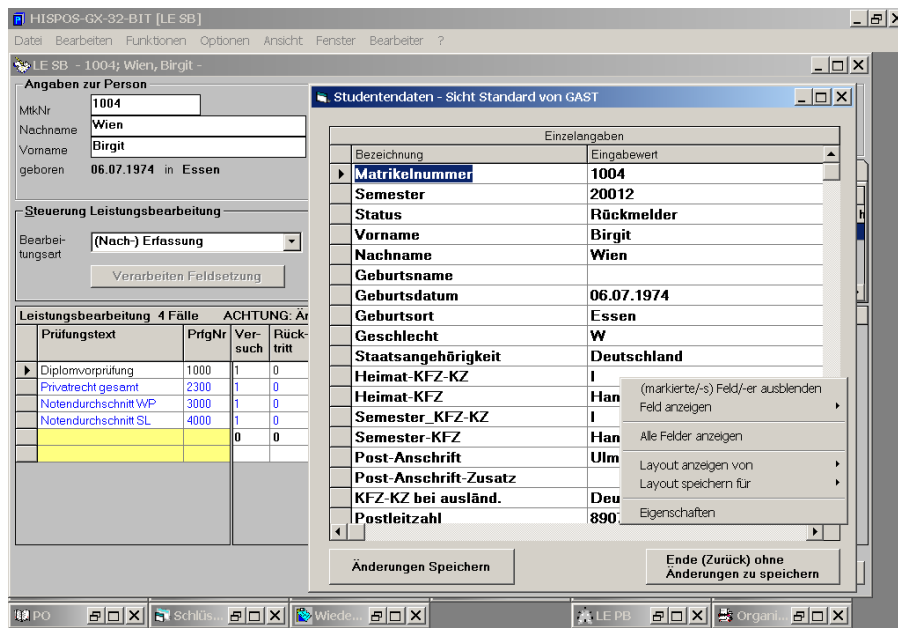 HISPOS-GX-32-BIT [LE SB]
Datei Bearbeiten Funktionen Optionen Ansicht Fenster Bearbeiter ?
LE SB - 1004; Wien, Birgit -
Angaben zur Person
MtkNr 1004
Nachname Wien
Vorname Birgit
geboren 06.07.1974 in Essen
Steuerung Leistungsbearbeitung
Bearbei-
tungsart
(Nach-) Erfassung
Verarbeiten Feldsetzung
Leistungsbearbeitung 4 Fälle ACHTUNG: Är
Prüfungstext PrfgNr Ver- Rück-
such tritt
Diplomvorprüfung 1000 1 0
Privatrecht gesamt 2300 1 0
Notendurchschnitt WP 3000 1 0
Notendurchschnitt SL 4000 1 0
0 0
Studentendaten - Sicht Standard von GAST
Einzelangaben
Bezeichnung Eingabewert
Matrikelnummer 1004
Semester 20012
Status Rückmelder
Vorname Birgit
Nachname Wien
Geburtsname
Geburtsdatum 06.07.1974
Geburtsort Essen
Geschlecht W
Staatsangehörigkeit Deutschland
Heimat-KFZ-KZ I
Heimat-KFZ Han
Semester_KFZ-KZ I
Semester-KFZ Han
Post-Anschrift Ulm
Post-Anschrift-Zusatz
KFZ-KZ bei ausländ. Deu
Postleitzahl 8907
(markierte/-s) Feld/-er ausblenden
Feld anzeigen
Alle Felder anzeigen
Layout anzeigen von
Layout speichern für
Eigenschaften
Änderungen Speichern
Ende (Zurück) ohne
Änderungen zu speichern
h
PO
Schlüs...
Wiede...
LE PB
Organi...